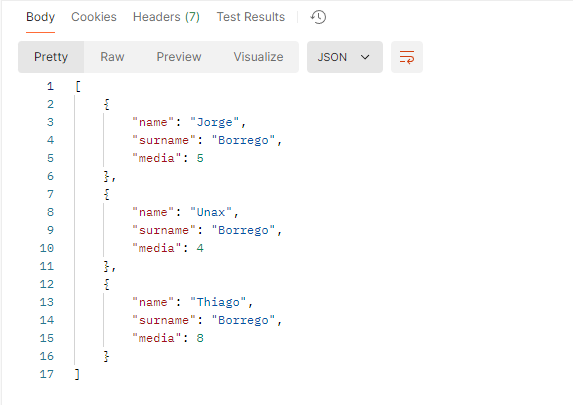 Body Cookies Headers (7) Test Results
Pretty Raw Preview Visualize JSON
1 [
2 {
3 "name": "Jorge",
4 "surname": "Borrego",
5 "media": 5
6 },
7 {
8 "name": "Unax",
9 "surname": "Borrego",
10 "media": 4
11 },
12 {
13 "name": "Thiago",
14 "surname": "Borrego",
15 "media": 8
16 }
17 ]